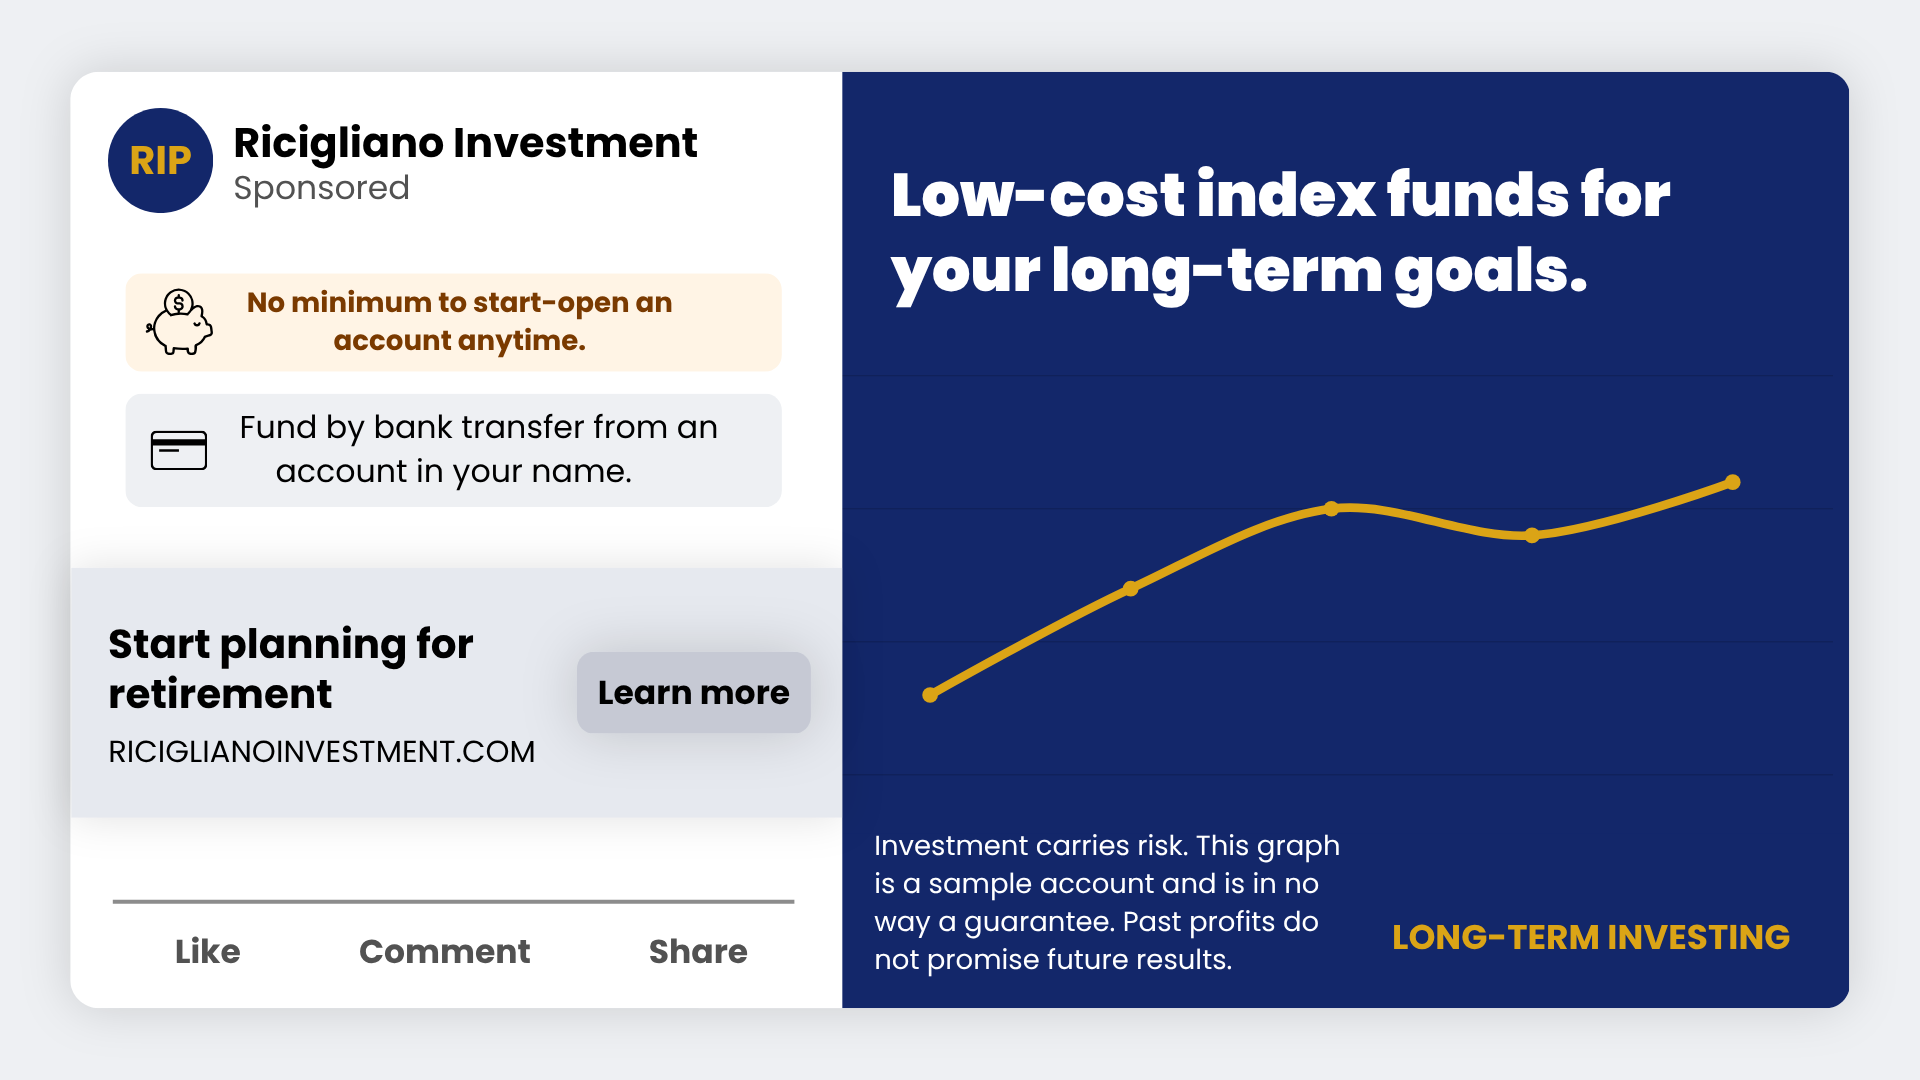 RIP
Ricigliano Investment
Sponsored
$
No minimum to start-open an
account anytime.
Fund by bank transfer from an
account in your name.
Start planning for
retirement
RICIGLIANOINVESTMENT.COM
Learn more
Like
Comment
Share
Low-cost index funds for
your long-term goals.
Investment carries risk. This graph
is a sample account and is in no
way a guarantee. Past profits do
not promise future results.
LONG-TERM INVESTING